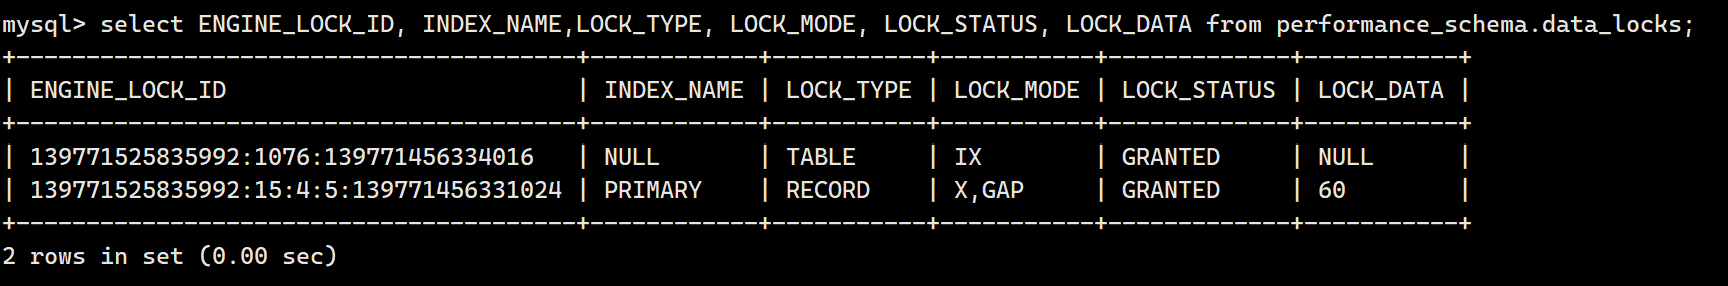 mysql> select ENGINE_LOCK_ID, INDEX_NAME,LOCK_TYPE, LOCK_MODE, LOCK_STATUS, LOCK_DATA from performance_schema.data_locks;
+----------------------------------------+------------+-----------+-----------+-------------+-----------+
| ENGINE_LOCK_ID                         | INDEX_NAME | LOCK_TYPE | LOCK_MODE | LOCK_STATUS | LOCK_DATA |
+----------------------------------------+------------+-----------+-----------+-------------+-----------+
| 139771525835992:1076:139771456334016   | NULL       | TABLE     | IX        | GRANTED     | NULL      |
| 139771525835992:15:4:5:139771456331024 | PRIMARY    | RECORD    | X,GAP     | GRANTED     | 60        |
+----------------------------------------+------------+-----------+-----------+-------------+-----------+
2 rows in set (0.00 sec)